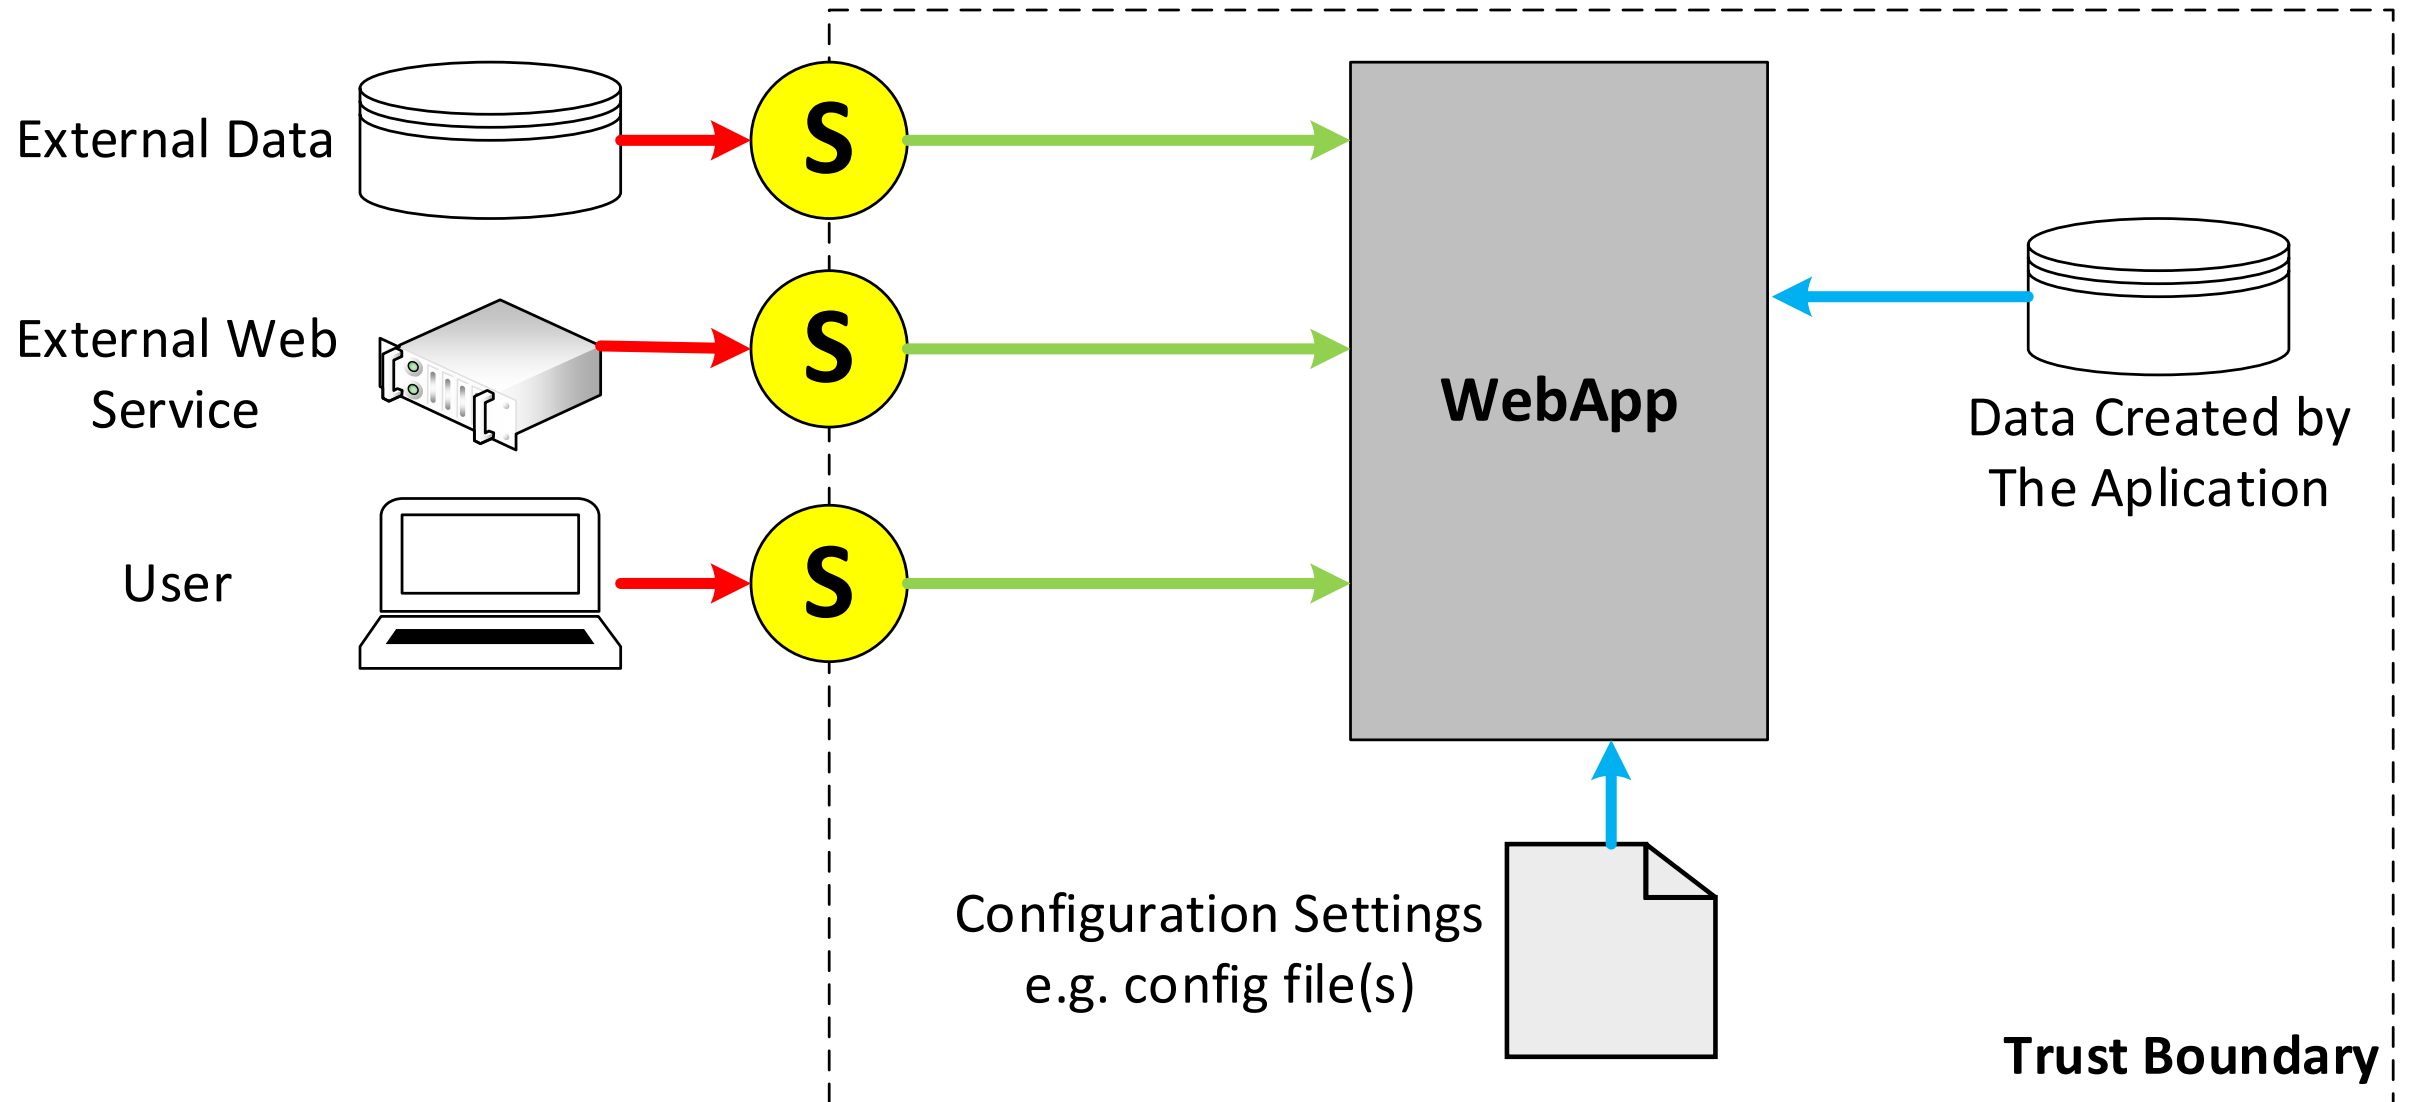 External Data
S
External Web
Service
S
User
S
WebApp
Data Created by
The Aplication
Configuration Settings
e.g. config file(s)
Trust Boundary